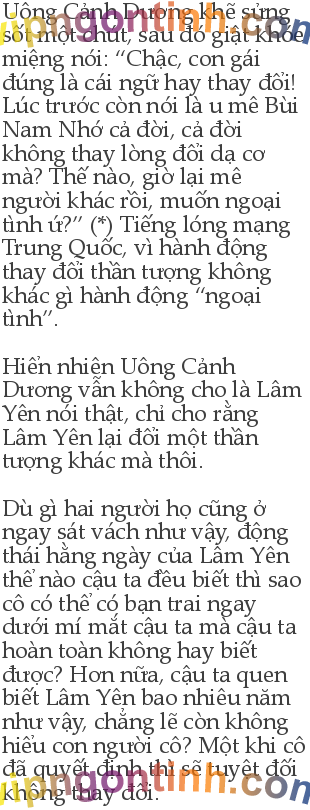 Uông Cảnh Dương khẽ sửng
sốt một chút, sau đó giật khóe
miệng nói: “Chậc, con gái
đúng là cái ngữ hay thay đổi!
Lúc trước còn nói là u mê Bùi
Nam Nhớ cả đời, cả đời
không thay lòng đổi dạ cơ
mà? Thế nào, giờ lại mê
người khác rồi, muốn ngoại
tình ư?” (*) Tiếng lóng mạng
Trung Quốc, vì hành động
thay đổi thần tượng không
khác gì hành động “ngoại
tình”.
Hiển nhiên Uông Cảnh
Dương vẫn không cho là Lâm
Yên nói thật, chỉ cho rằng
Lâm Yên lại đổi một thần
tượng khác mà thôi.
Dù gì hai người họ cũng ở
ngay sát vách như vậy, động
thái hằng ngày của Lâm Yên
thế nào cậu ta đều biết thì sao
cô có thể có bạn trai ngay
dưới mí mắt cậu ta mà cậu ta
hoàn toàn không hay biết
được? Hơn nữa, cậu ta quen
biết Lâm Yên bao nhiêu năm
như vậy, chẳng lẽ còn không
hiểu con người cô? Một khi cô
đã quyết định thì sẽ tuyệt đối
không thay đổi.
vipngontinh.com